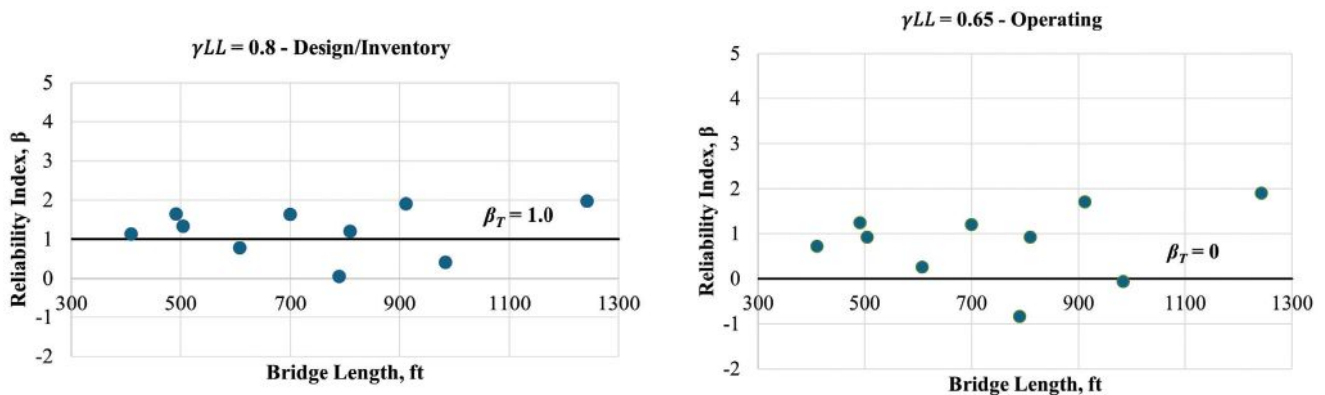 γLL = 0.8 - Design/Inventory
5
4
3
2
1
0
-1
-2
300 500 700 900 1100 1300
Reliability Index, β
β_T = 1.0
Bridge Length, ft
γLL = 0.65 - Operating
5
4
3
2
1
0
-1
-2
300 500 700 900 1100 1300
Reliability Index, β
β_T = 0
Bridge Length, ft